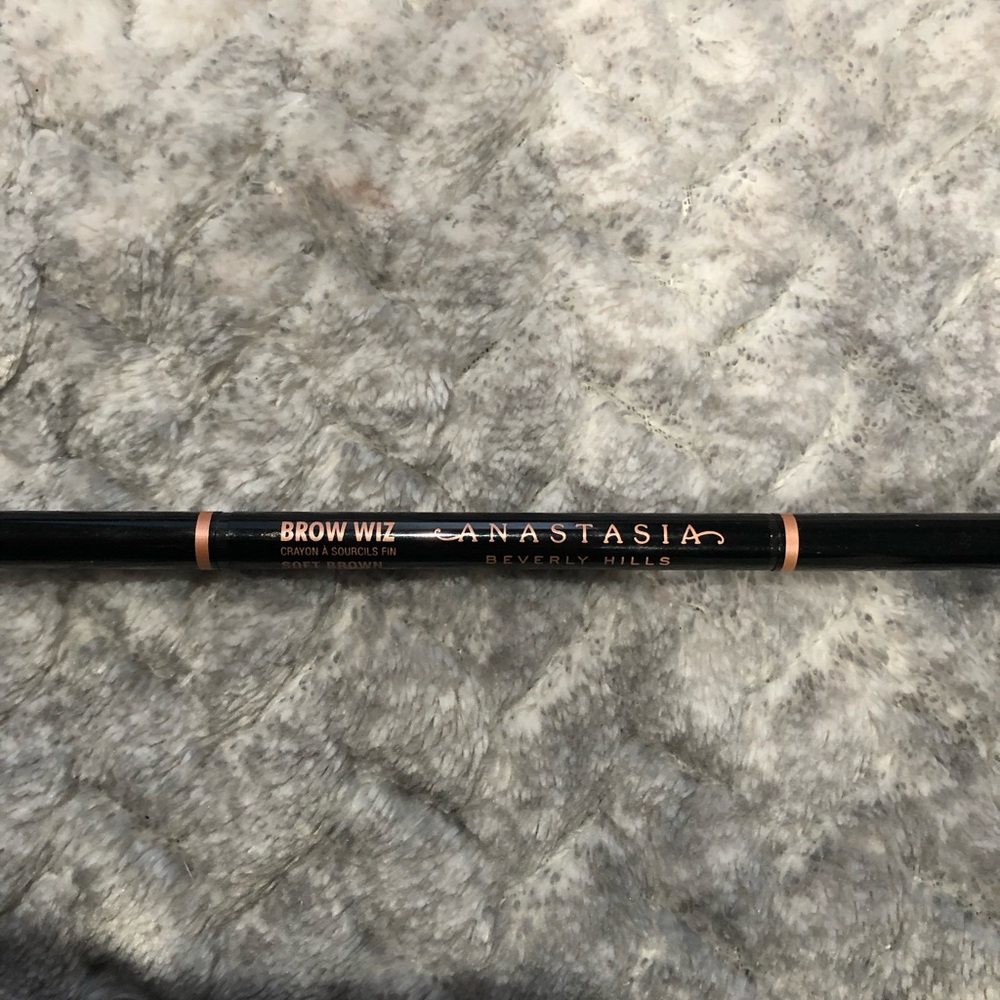 BROW WIZ
CRAYON À SOURCILS FIN
SOFT BROWN
ANASTASIA
BEVERLY HILLS